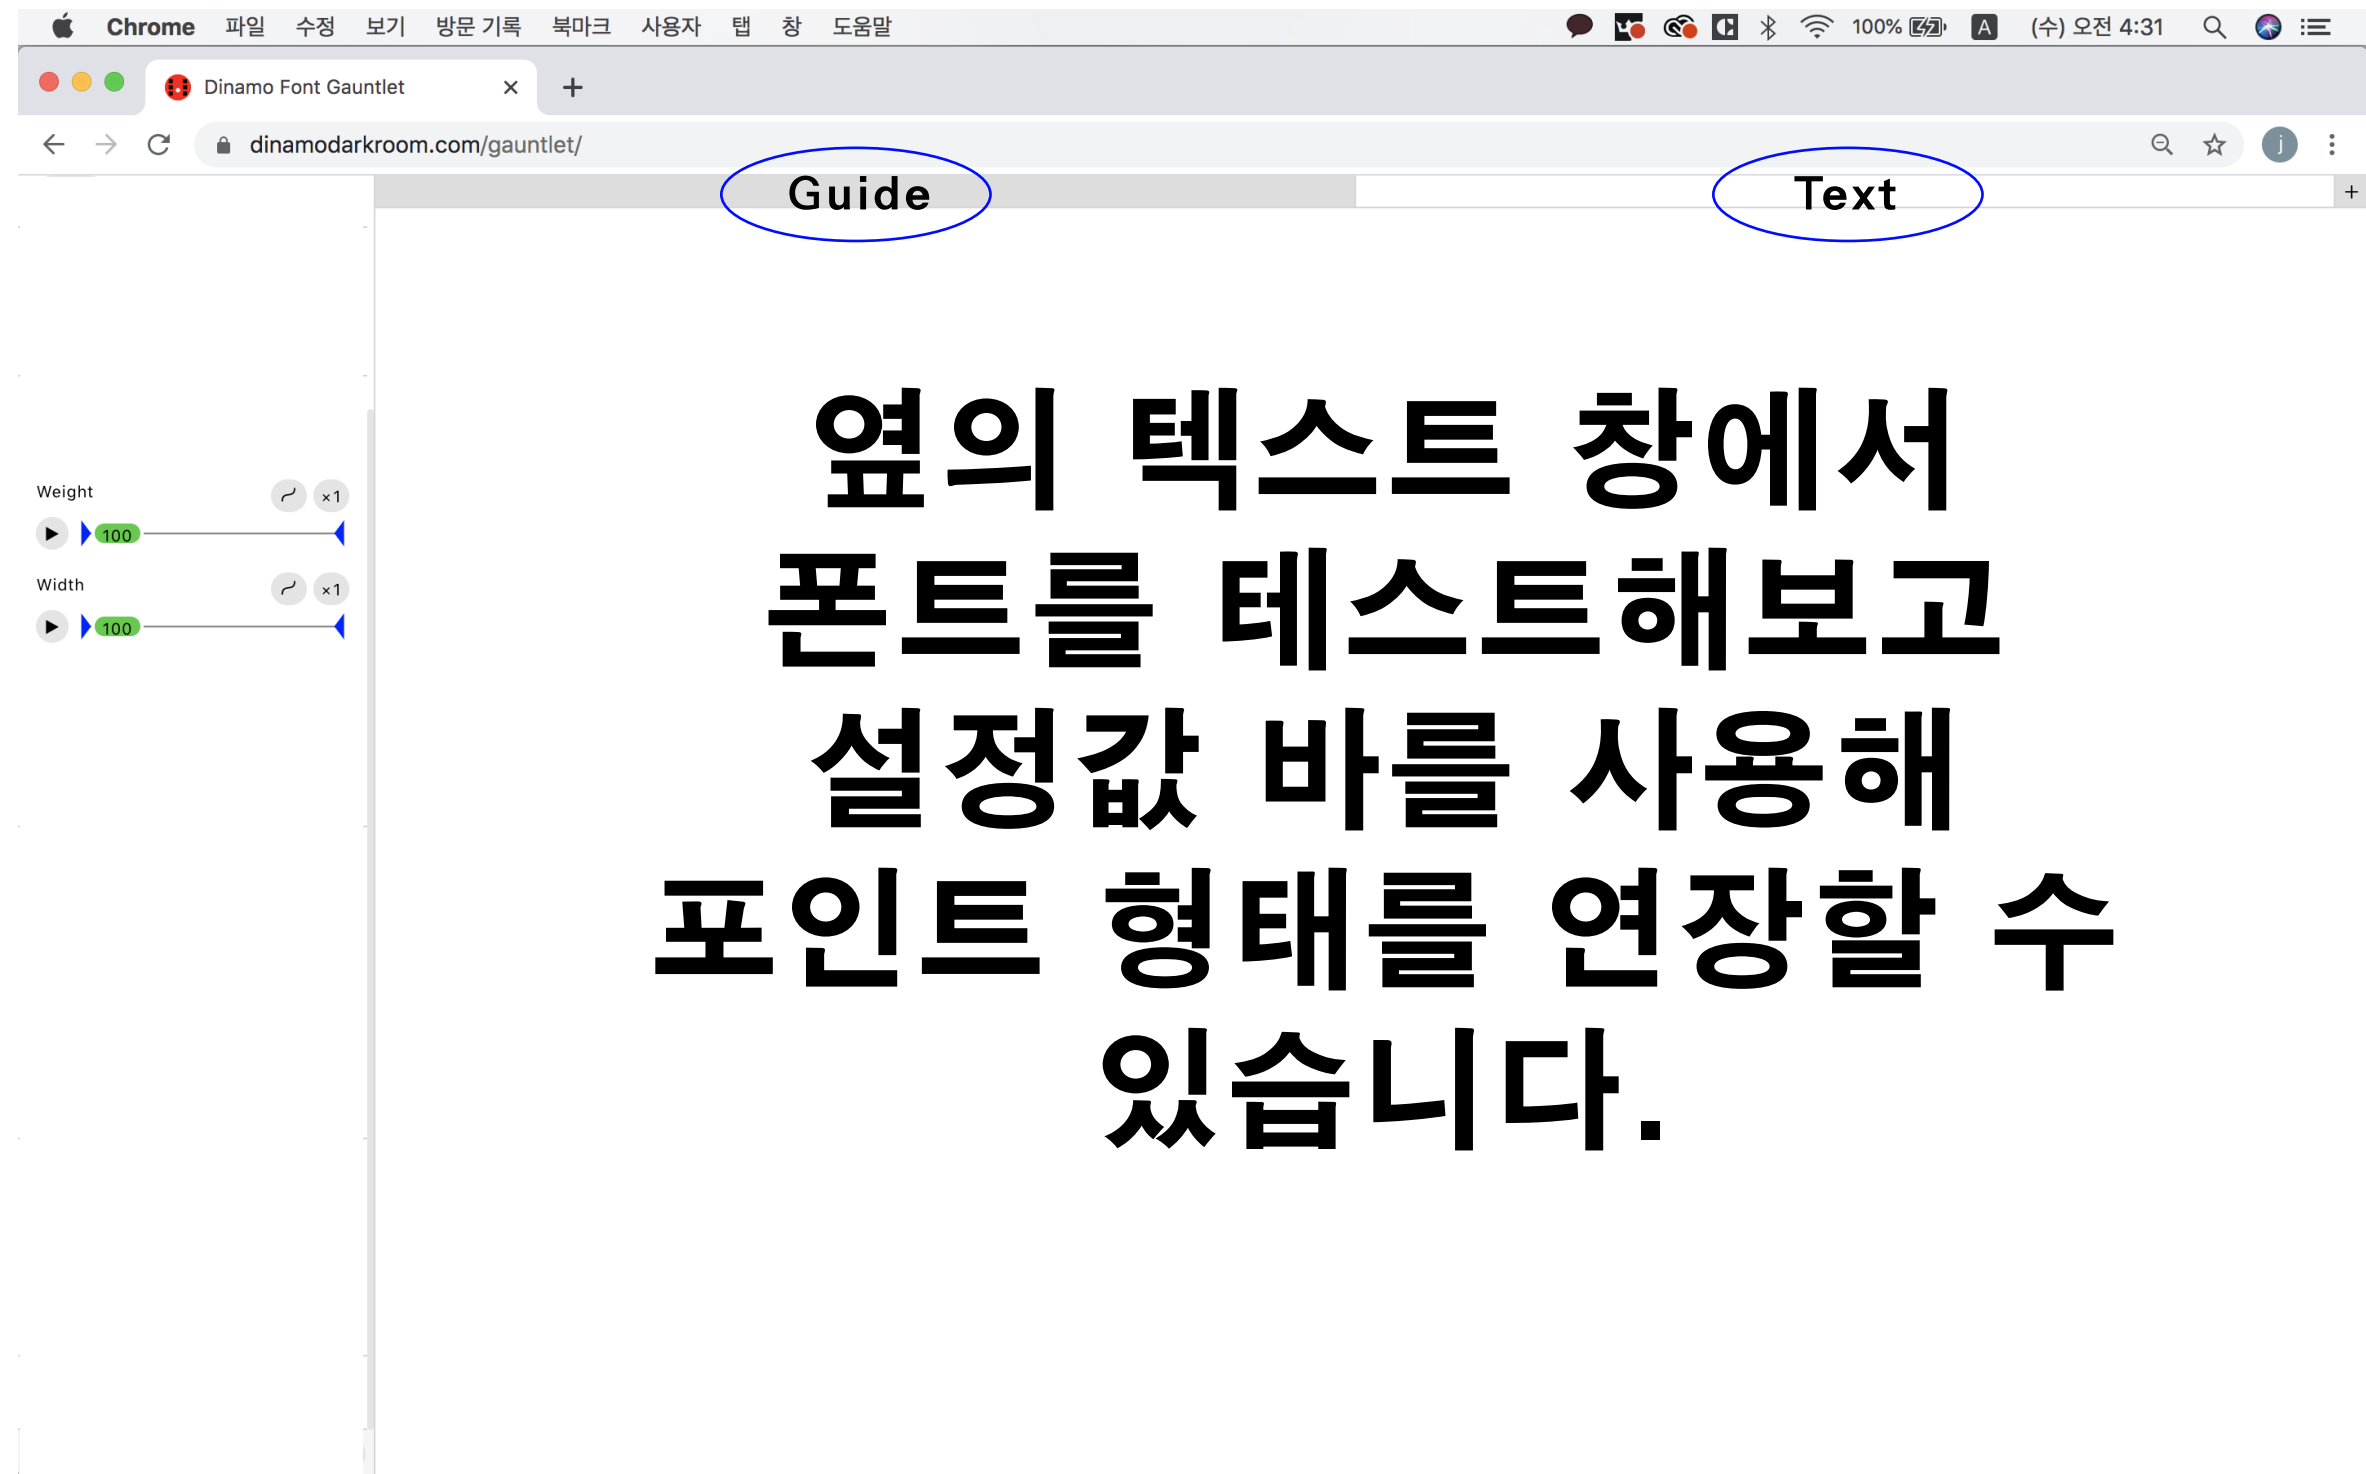 Chrome 파일 수정 보기 방문 기록 북마크 사용자 탭 창 도움말 100% A (수) 오전 4:31
Dinamo Font Gauntlet
dinamodarkroom.com/gauntlet/ j
Guide Text
옆의 텍스트 창에서
폰트를 테스트해보고
설정값 바를 사용해
포인트 형태를 연장할 수
있습니다.
Weight ×1
100
Width ×1
100